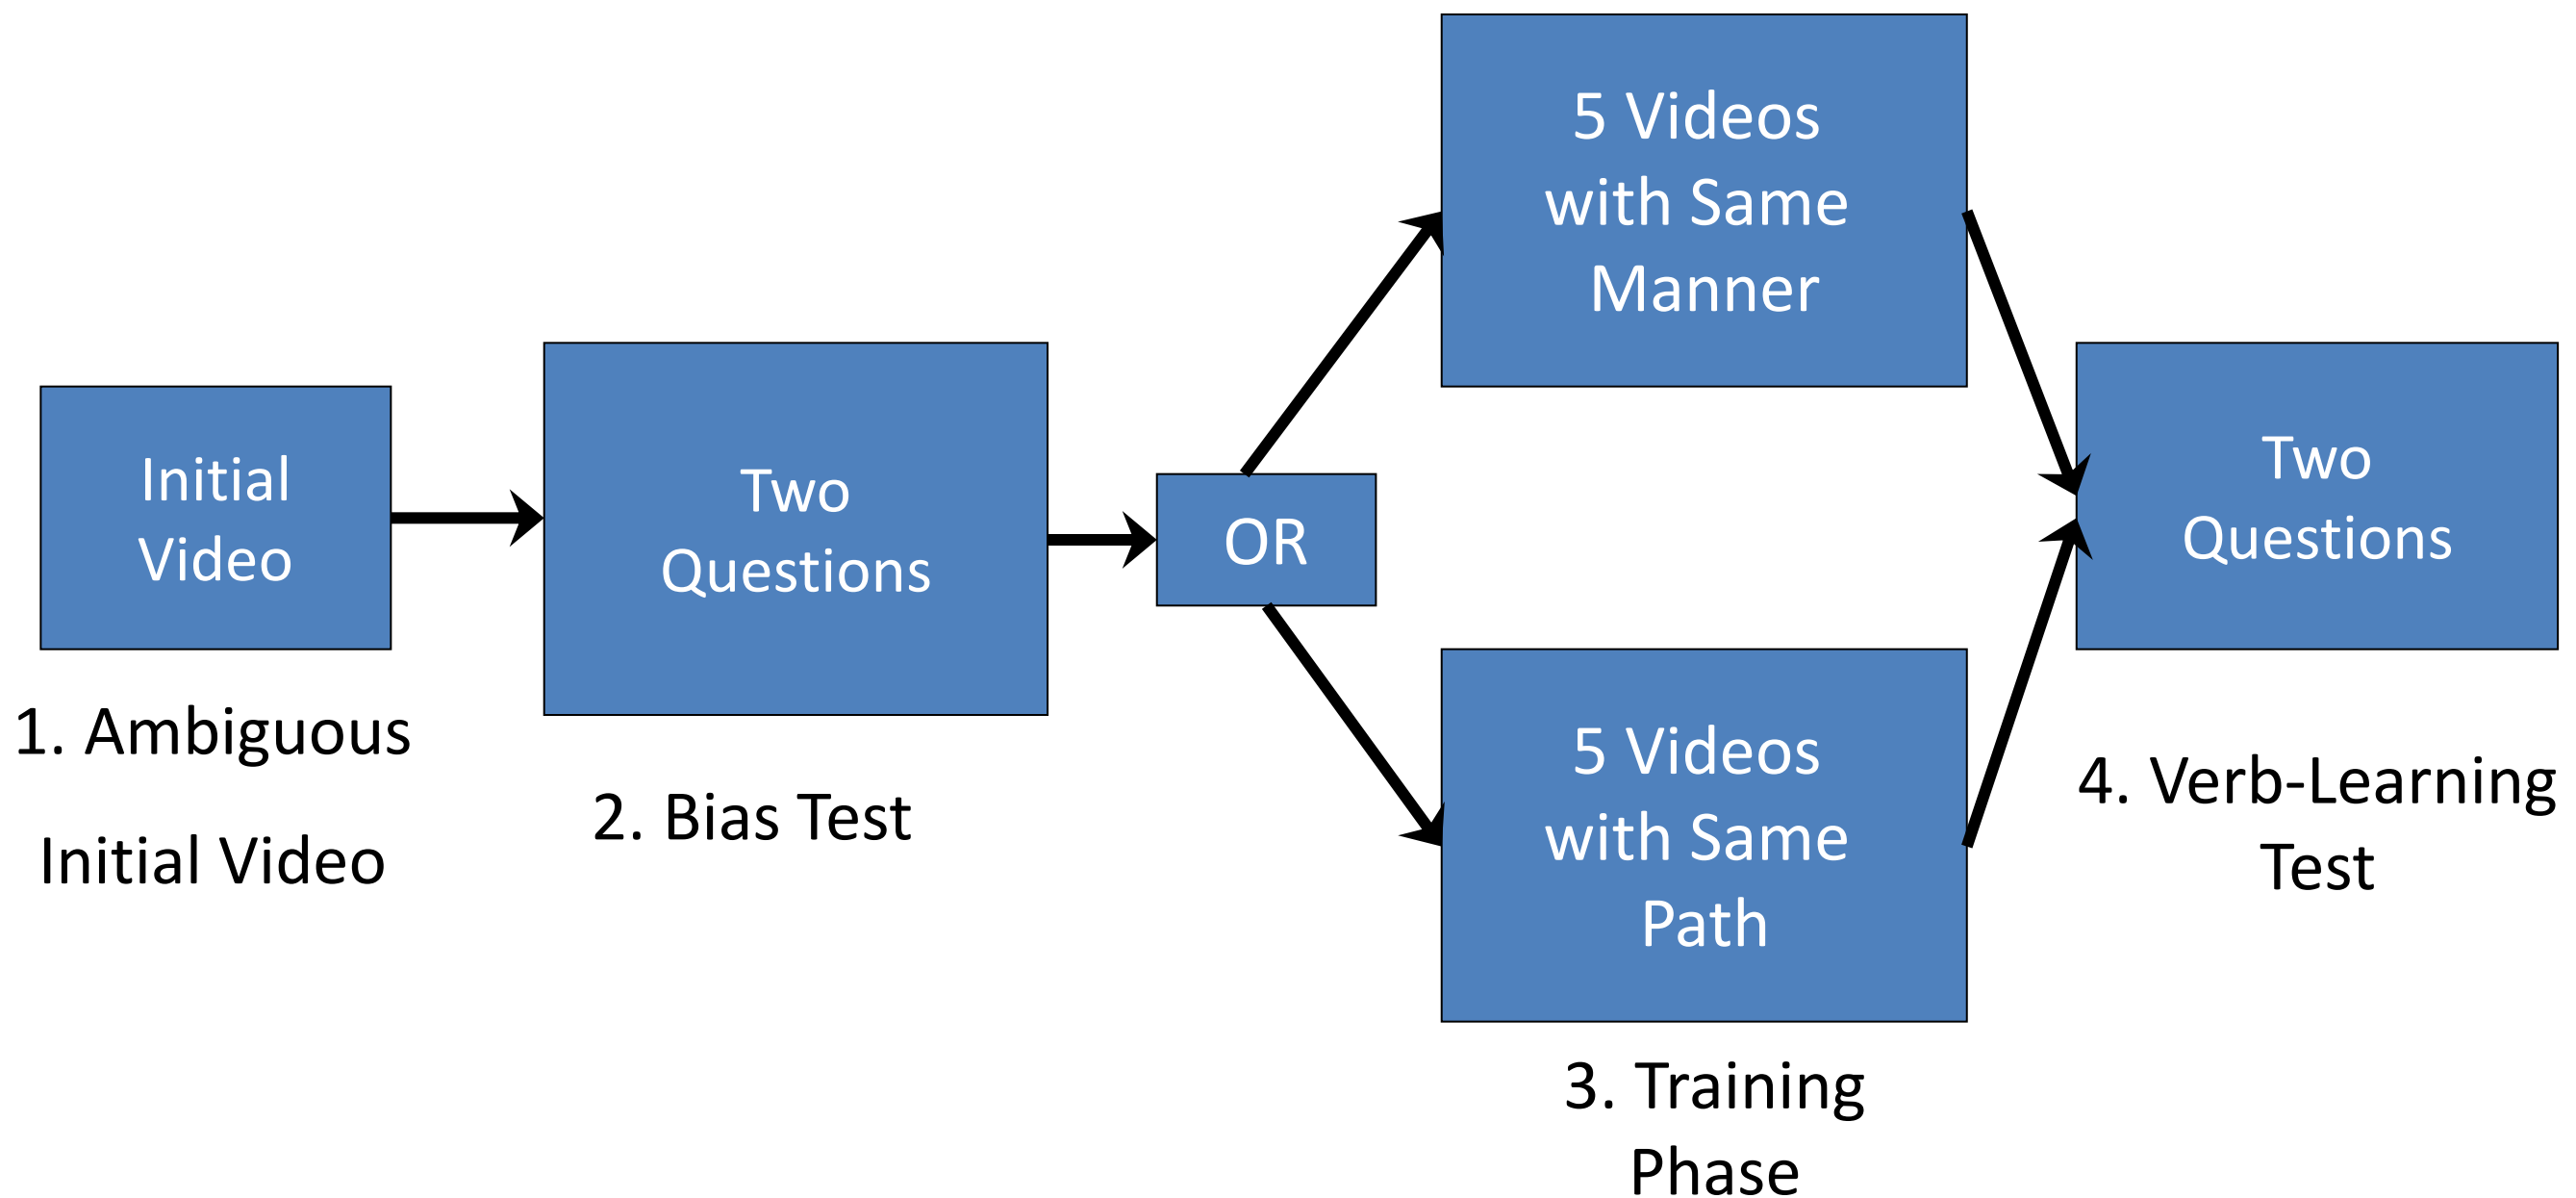 Initial
Video
1. Ambiguous
Initial Video
Two
Questions
2. Bias Test
OR
5 Videos
with Same
Manner
5 Videos
with Same
Path
3. Training
Phase
Two
Questions
4. Verb-Learning
Test